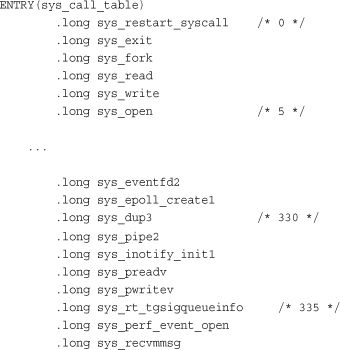 ENTRY(sys_call_table)
.long sys_restart_syscall /* 0 */
.long sys_exit
.long sys_fork
.long sys_read
.long sys_write
.long sys_open /* 5 */
...
.long sys_eventfd2
.long sys_epoll_create1
.long sys_dup3 /* 330 */
.long sys_pipe2
.long sys_inotify_init1
.long sys_preadv
.long sys_pwritev
.long sys_rt_tgsigqueueinfo /* 335 */
.long sys_perf_event_open
.long sys_recvmmsg